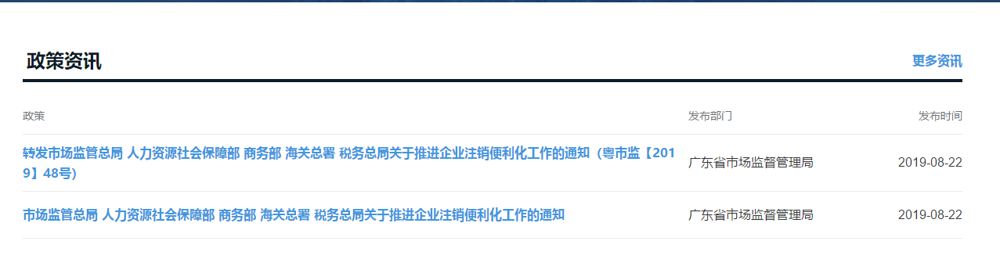 政策资讯
更多资讯
政策
发布部门
发布时间
转发市场监管总局 人力资源社会保障部 商务部 海关总署 税务总局关于推进企业注销便利化工作的通知（粤市监【201
9】48号）
广东省市场监督管理局
2019-08-22
市场监管总局 人力资源社会保障部 商务部 海关总署 税务总局关于推进企业注销便利化工作的通知
广东省市场监督管理局
2019-08-22